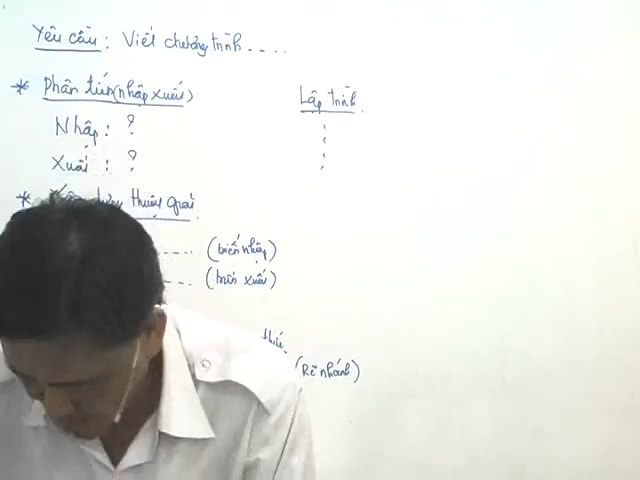 Yêu cầu: Viết chương trình....
* Phân tích (nhập xuất)
Nhập: ?
Xuất: ?
* thuật giải
.... (biến nhập)
.... (biến xuất)
(Rẽ nhánh)
Lập trình